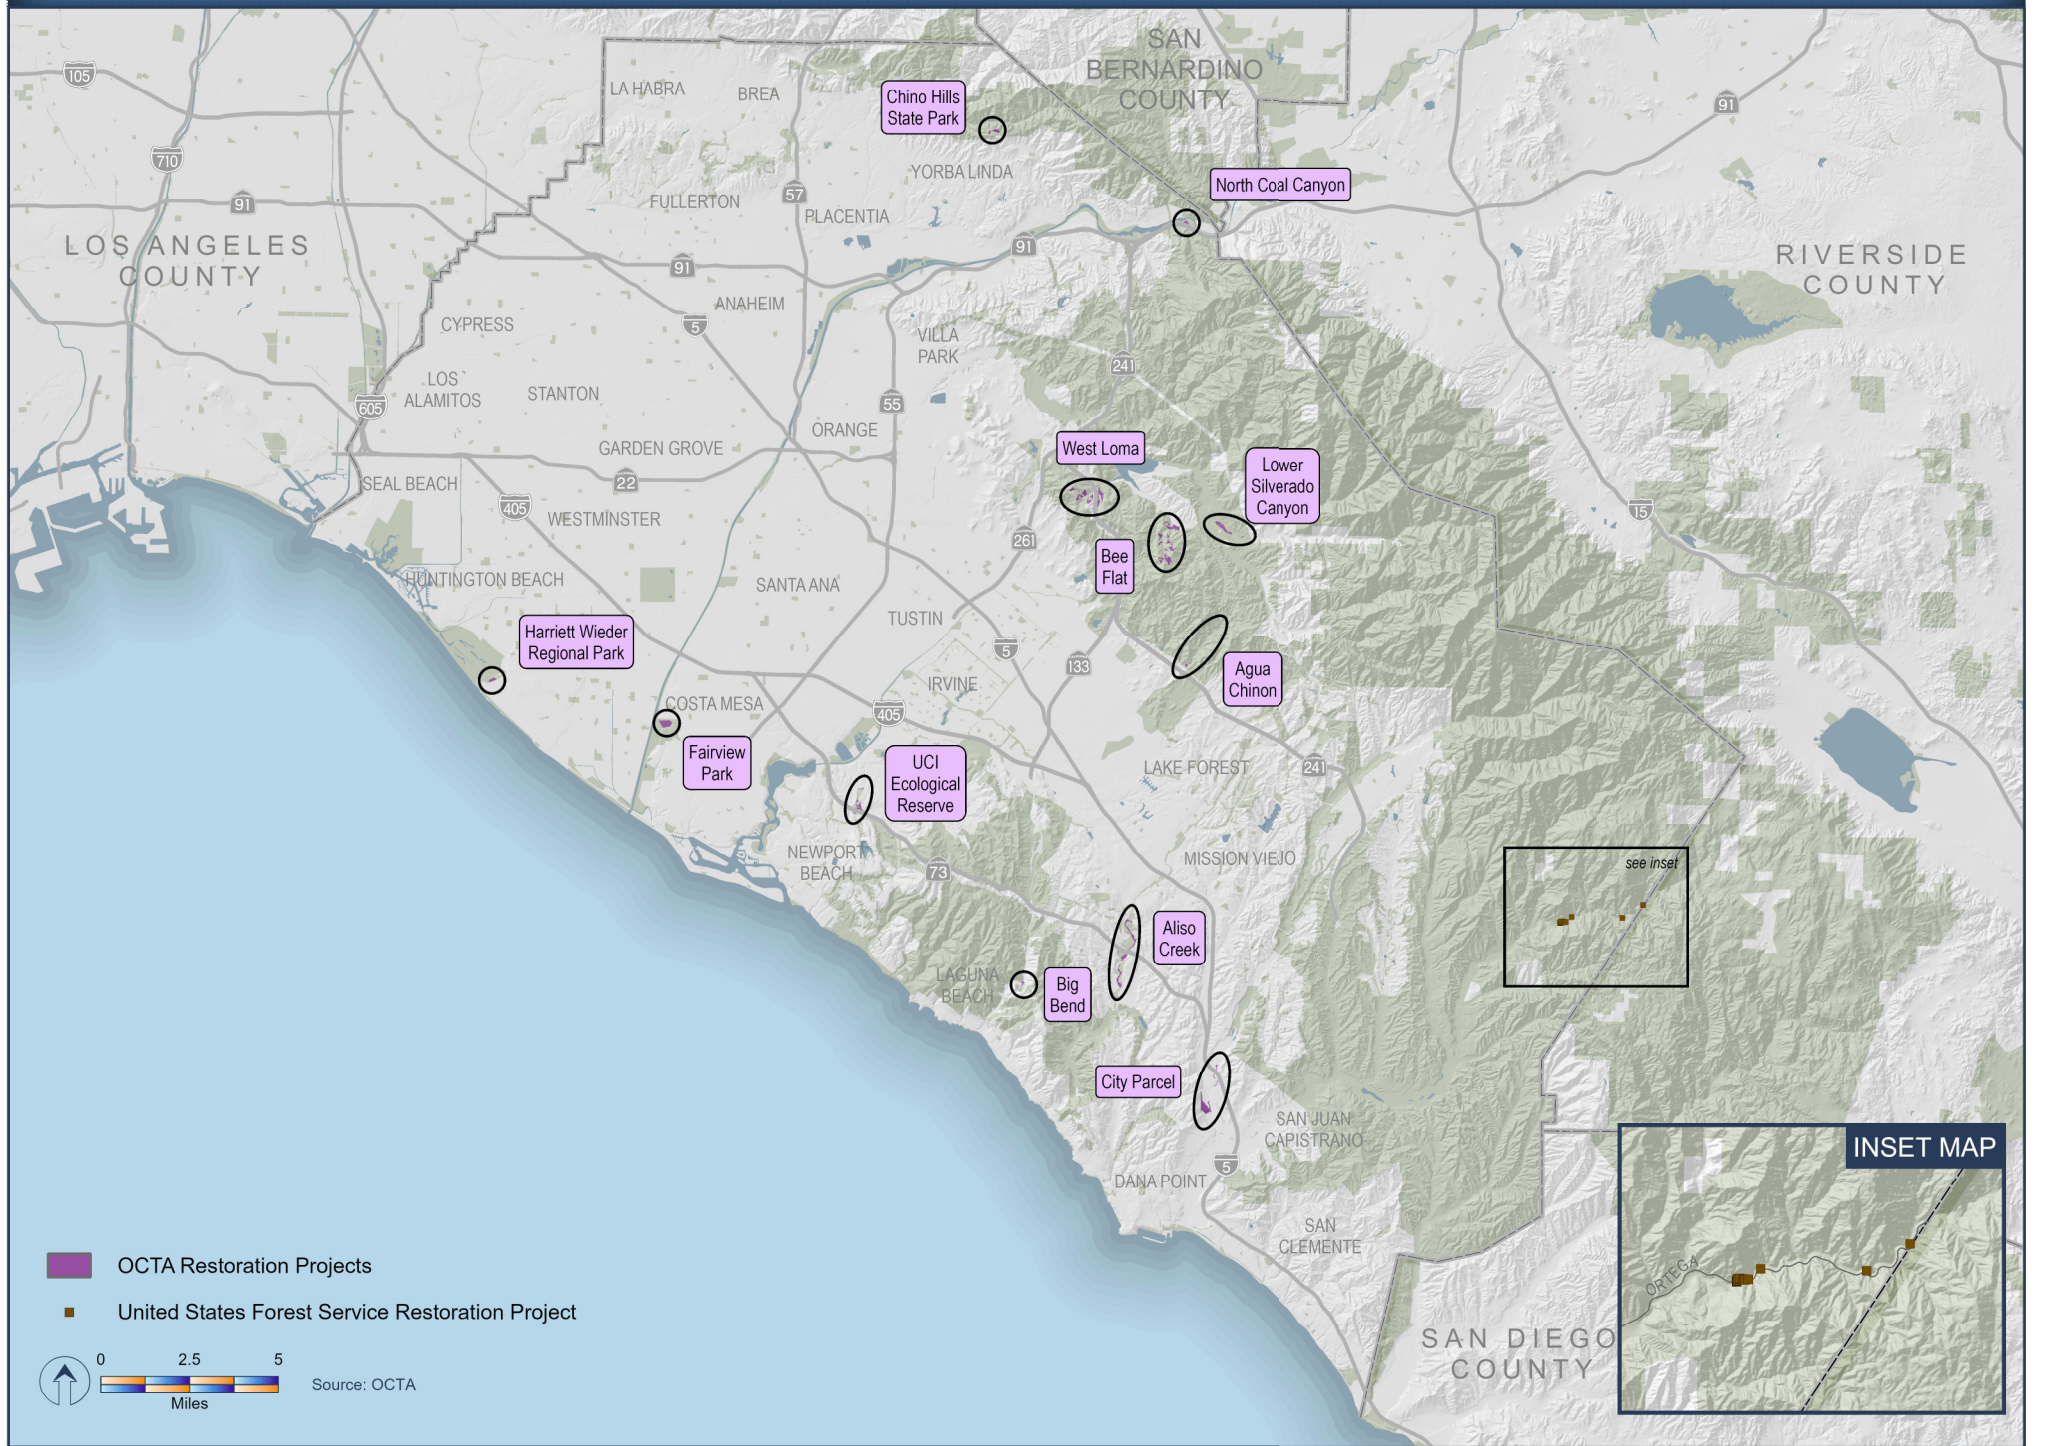 SAN
BERNARDINO
COUNTY
105
LA HABRA
BREA
Chino Hills
State Park
91
710
YORBA LINDA
North Coal Canyon
57
91
FULLERTON
PLACENTIA
LOS ANGELES
COUNTY
91
91
RIVERSIDE
COUNTY
ANAHEIM
CYPRESS
5
VILLA
PARK
241
LOS
ALAMITOS
STANTON
605
55
ORANGE
GARDEN GROVE
West Loma
22
SEAL BEACH
Lower
Silverado
Canyon
405
WESTMINSTER
15
261
Bee
Flat
HUNTINGTON BEACH
SANTA ANA
TUSTIN
Harriett Wieder
Regional Park
5
133
Agua
Chinon
IRVINE
COSTA MESA
405
Fairview
Park
UCI
Ecological
Reserve
LAKE FOREST
241
NEWPORT
BEACH
MISSION VIEJO
see inset
73
Aliso
Creek
LAGUNA
BEACH
Big
Bend
City Parcel
SAN JUAN
CAPISTRANO
5
DANA POINT
SAN
CLEMENTE
INSET MAP
ORTEGA
OCTA Restoration Projects
United States Forest Service Restoration Project
0 2.5 5
Miles
Source: OCTA
SAN DIEGO
COUNTY